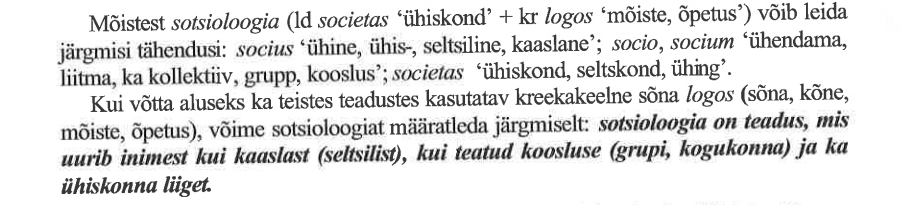 Mõistest sotsioloogia (ld societas ‘ühiskond’ + kr logos ‘mõiste, õpetus’) võib leida
järgmisi tähendusi: socius ‘ühine, ühis-, seltsiline, kaaslane’; socio, socium ‘ühendama,
liitma, ka kollektiiv, grupp, kooslus’; societas ‘ühiskond, seltskond, ühing’.
Kui võtta aluseks ka teistes teadustes kasutatav kreekakeelne sõna logos (sõna, kõne,
mõiste, õpetus), võime sotsioloogiat määratleda järgmiselt: sotsioloogia on teadus, mis
uurib inimest kui kaaslast (seltsilist), kui teatud koosluse (grupi, kogukonna) ja ka
ühiskonna liiget.